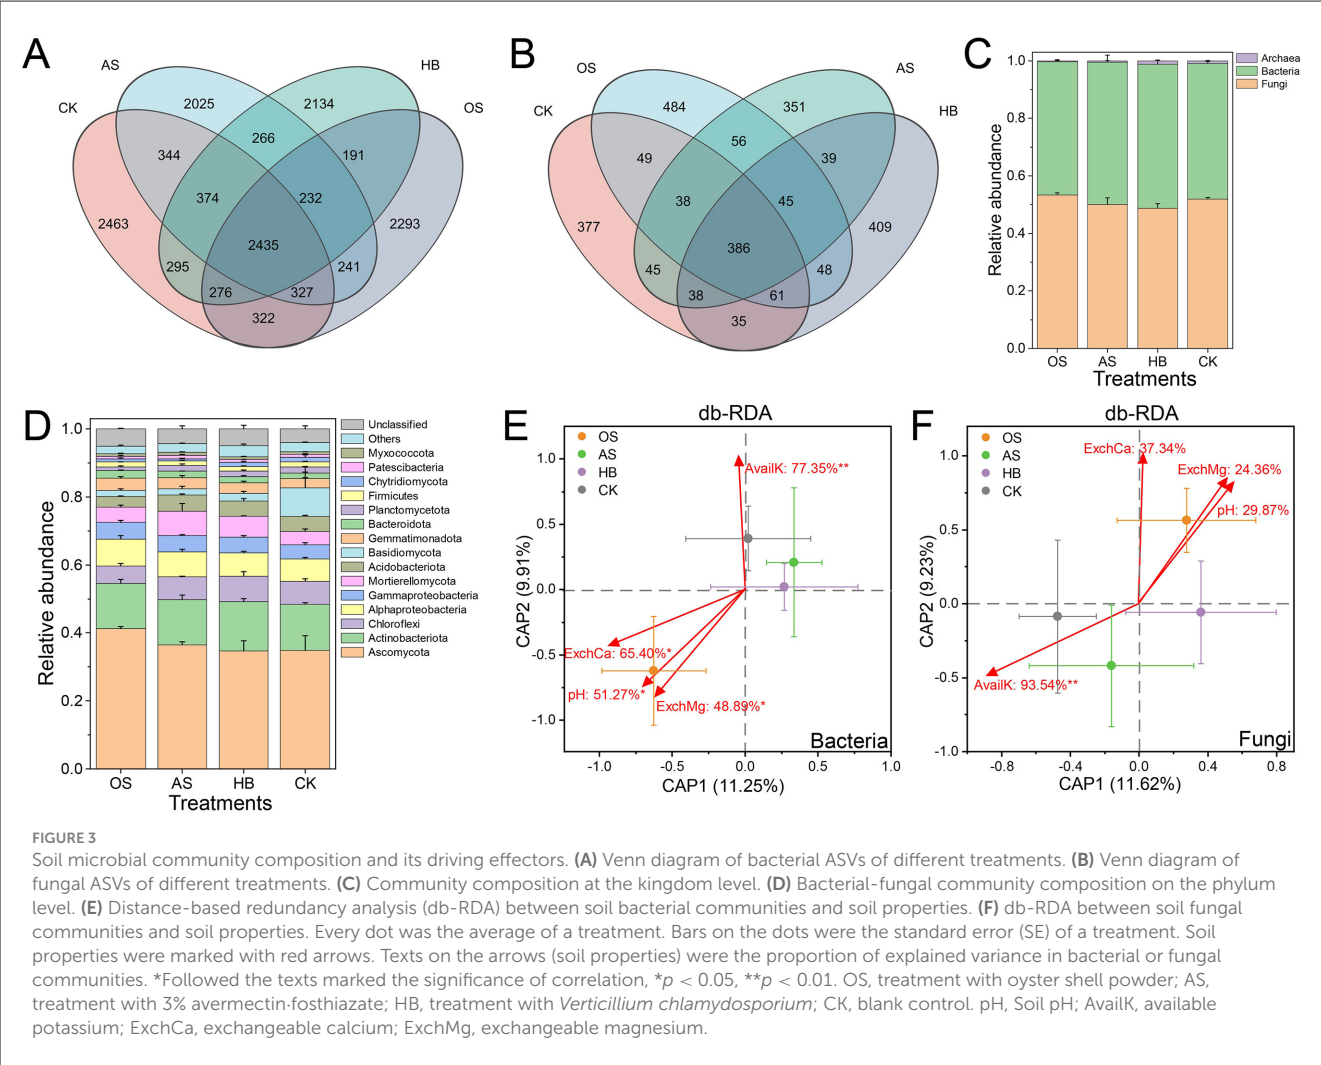 A
AS
HB
CK
OS
2025
2134
266
344
191
374
232
2463
2293
2435
295
241
276
327
322
B
OS
AS
CK
HB
484
351
56
49
39
38
45
377
409
386
45
48
38
61
35
C
1.0
0.8
0.6
0.4
0.2
0.0
Relative abundance
OS AS HB CK
Treatments
Archaea
Bacteria
Fungi
D
1.0
0.8
0.6
0.4
0.2
0.0
Relative abundance
OS AS HB CK
Treatments
Unclassified
Others
Myxococcota
Patescibacteria
Chytridiomycota
Firmicutes
Planctomycetota
Bacteroidota
Gemmatimonadota
Basidiomycota
Acidobacteriota
Mortierellomycota
Gammaproteobacteria
Alphaproteobacteria
Chloroflexi
Actinobacteriota
Ascomycota
E
db-RDA
OS
AS
HB
CK
AvailK: 77.35%**
ExchCa: 65.40%*
pH: 51.27%*
ExchMg: 48.89%*
Bacteria
1.0
0.5
0.0
-0.5
-1.0
CAP2 (9.91%)
-1.0 -0.5 0.0 0.5 1.0
CAP1 (11.25%)
F
db-RDA
OS
AS
HB
CK
ExchCa: 37.34%
ExchMg: 24.36%
pH: 29.87%
AvailK: 93.54%**
Fungi
1.0
0.5
0.0
-0.5
-1.0
CAP2 (9.23%)
-0.8 -0.4 0.0 0.4 0.8
CAP1 (11.62%)
FIGURE 3
Soil microbial community composition and its driving effectors. (A) Venn diagram of bacterial ASVs of different treatments. (B) Venn diagram of
fungal ASVs of different treatments. (C) Community composition at the kingdom level. (D) Bacterial-fungal community composition on the phylum
level. (E) Distance-based redundancy analysis (db-RDA) between soil bacterial communities and soil properties. (F) db-RDA between soil fungal
communities and soil properties. Every dot was the average of a treatment. Bars on the dots were the standard error (SE) of a treatment. Soil
properties were marked with red arrows. Texts on the arrows (soil properties) were the proportion of explained variance in bacterial or fungal
communities. *Followed the texts marked the significance of correlation, *p < 0.05, **p < 0.01. OS, treatment with oyster shell powder; AS,
treatment with 3% avermectin·fosthiazate; HB, treatment with Verticillium chlamydosporium; CK, blank control. pH, Soil pH; AvailK, available
potassium; ExchCa, exchangeable calcium; ExchMg, exchangeable magnesium.